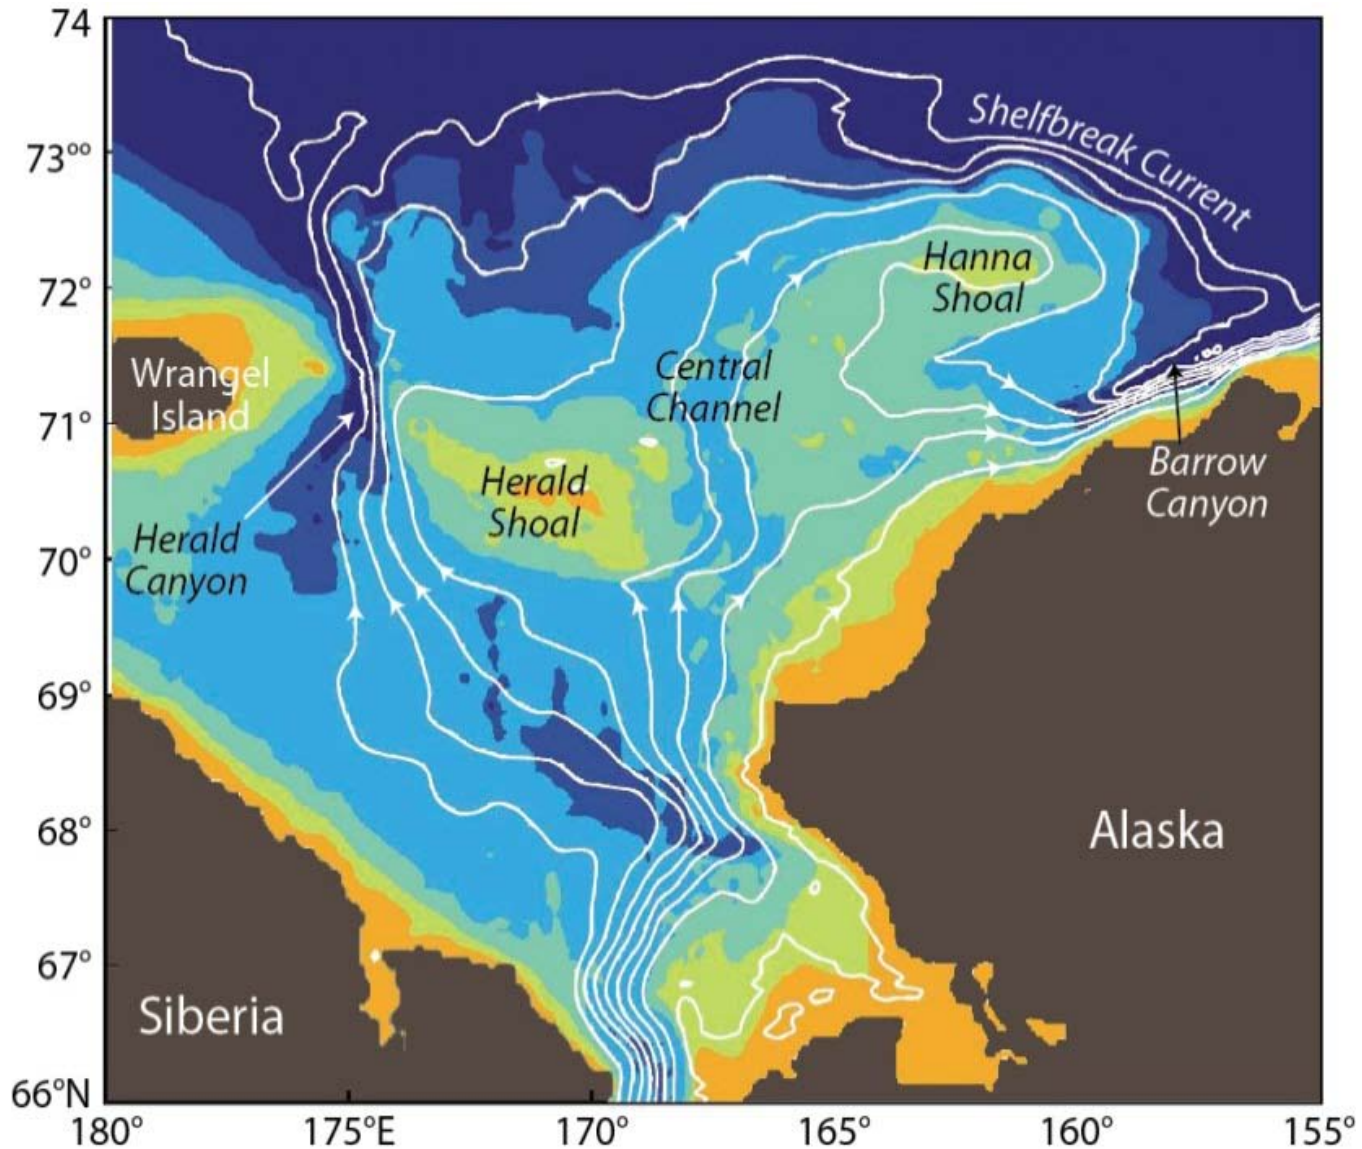 74
73°°
72°
71°
70°
69°
68°
67°
66°N
180°
175°E
170°
165°
160°
155°
Shelfbreak Current
Hanna
Shoal
Central
Channel
Wrangel
Island
Herald
Shoal
Herald
Canyon
Barrow
Canyon
Alaska
Siberia